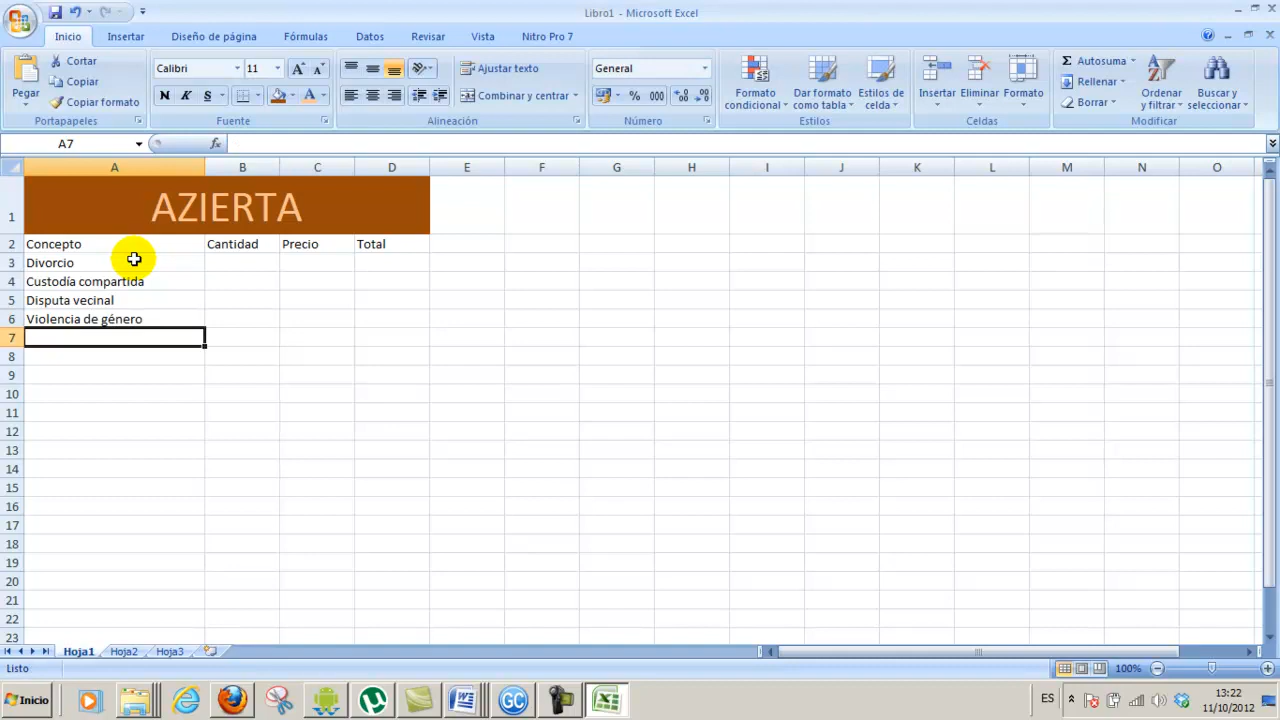 Libro1 - Microsoft Excel
Inicio Insertar Diseño de página Fórmulas Datos Revisar Vista Nitro Pro 7
Pegar Cortar Copiar Copiar formato
Portapapeles
Calibri 11
N K S A
Fuente
Ajustar texto
Combinar y centrar
Alineación
General
% 000
Número
Formato condicional Dar formato como tabla Estilos de celda
Estilos
Insertar Eliminar Formato
Celdas
Σ Autosuma Rellenar Borrar
Ordenar y filtrar Buscar y seleccionar
Modificar
A7 fx
A B C D E F G H I J K L M N O
1 AZIERTA
2 Concepto Cantidad Precio Total
3 Divorcio
4 Custodía compartida
5 Disputa vecinal
6 Violencia de género
7
8
9
10
11
12
13
14
15
16
17
18
19
20
21
22
23
Hoja1 Hoja2 Hoja3
Listo 100%
Inicio GC ES 13:22
11/10/2012